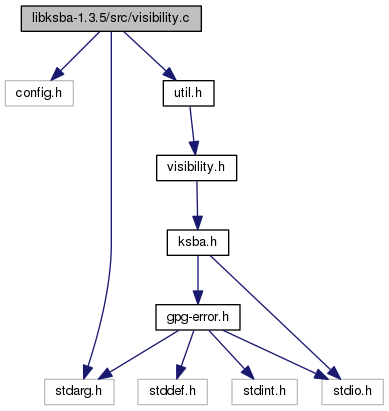 libksba-1.3.5/src/visibility.c
config.h
util.h
visibility.h
ksba.h
gpg-error.h
stdarg.h
stddef.h
stdint.h
stdio.h